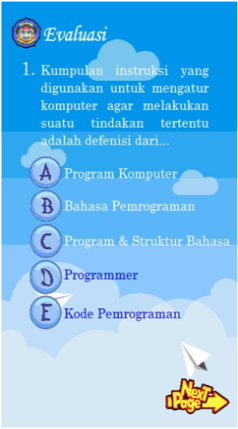 Evaluasi
1. Kumpulan instruksi yang
digunakan untuk mengatur
komputer agar melakukan
suatu tindakan tertentu
adalah defenisi dari...
A Program Komputer
B Bahasa Pemrograman
C Program & Struktur Bahasa
D Programmer
E Kode Pemrograman
Next
Page